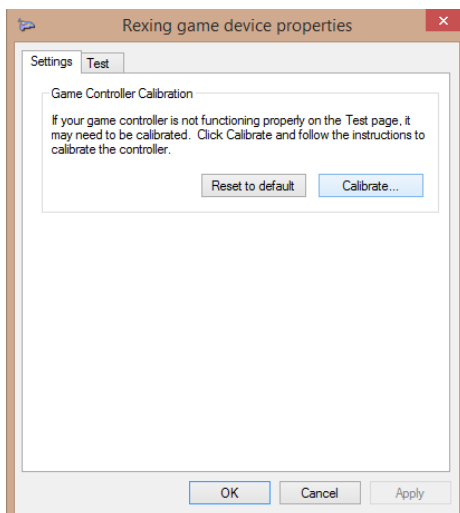 Rexing game device properties
Settings Test
Game Controller Calibration
If your game controller is not functioning properly on the Test page, it
may need to be calibrated. Click Calibrate and follow the instructions to
calibrate the controller.
Reset to default Calibrate...
OK Cancel Apply